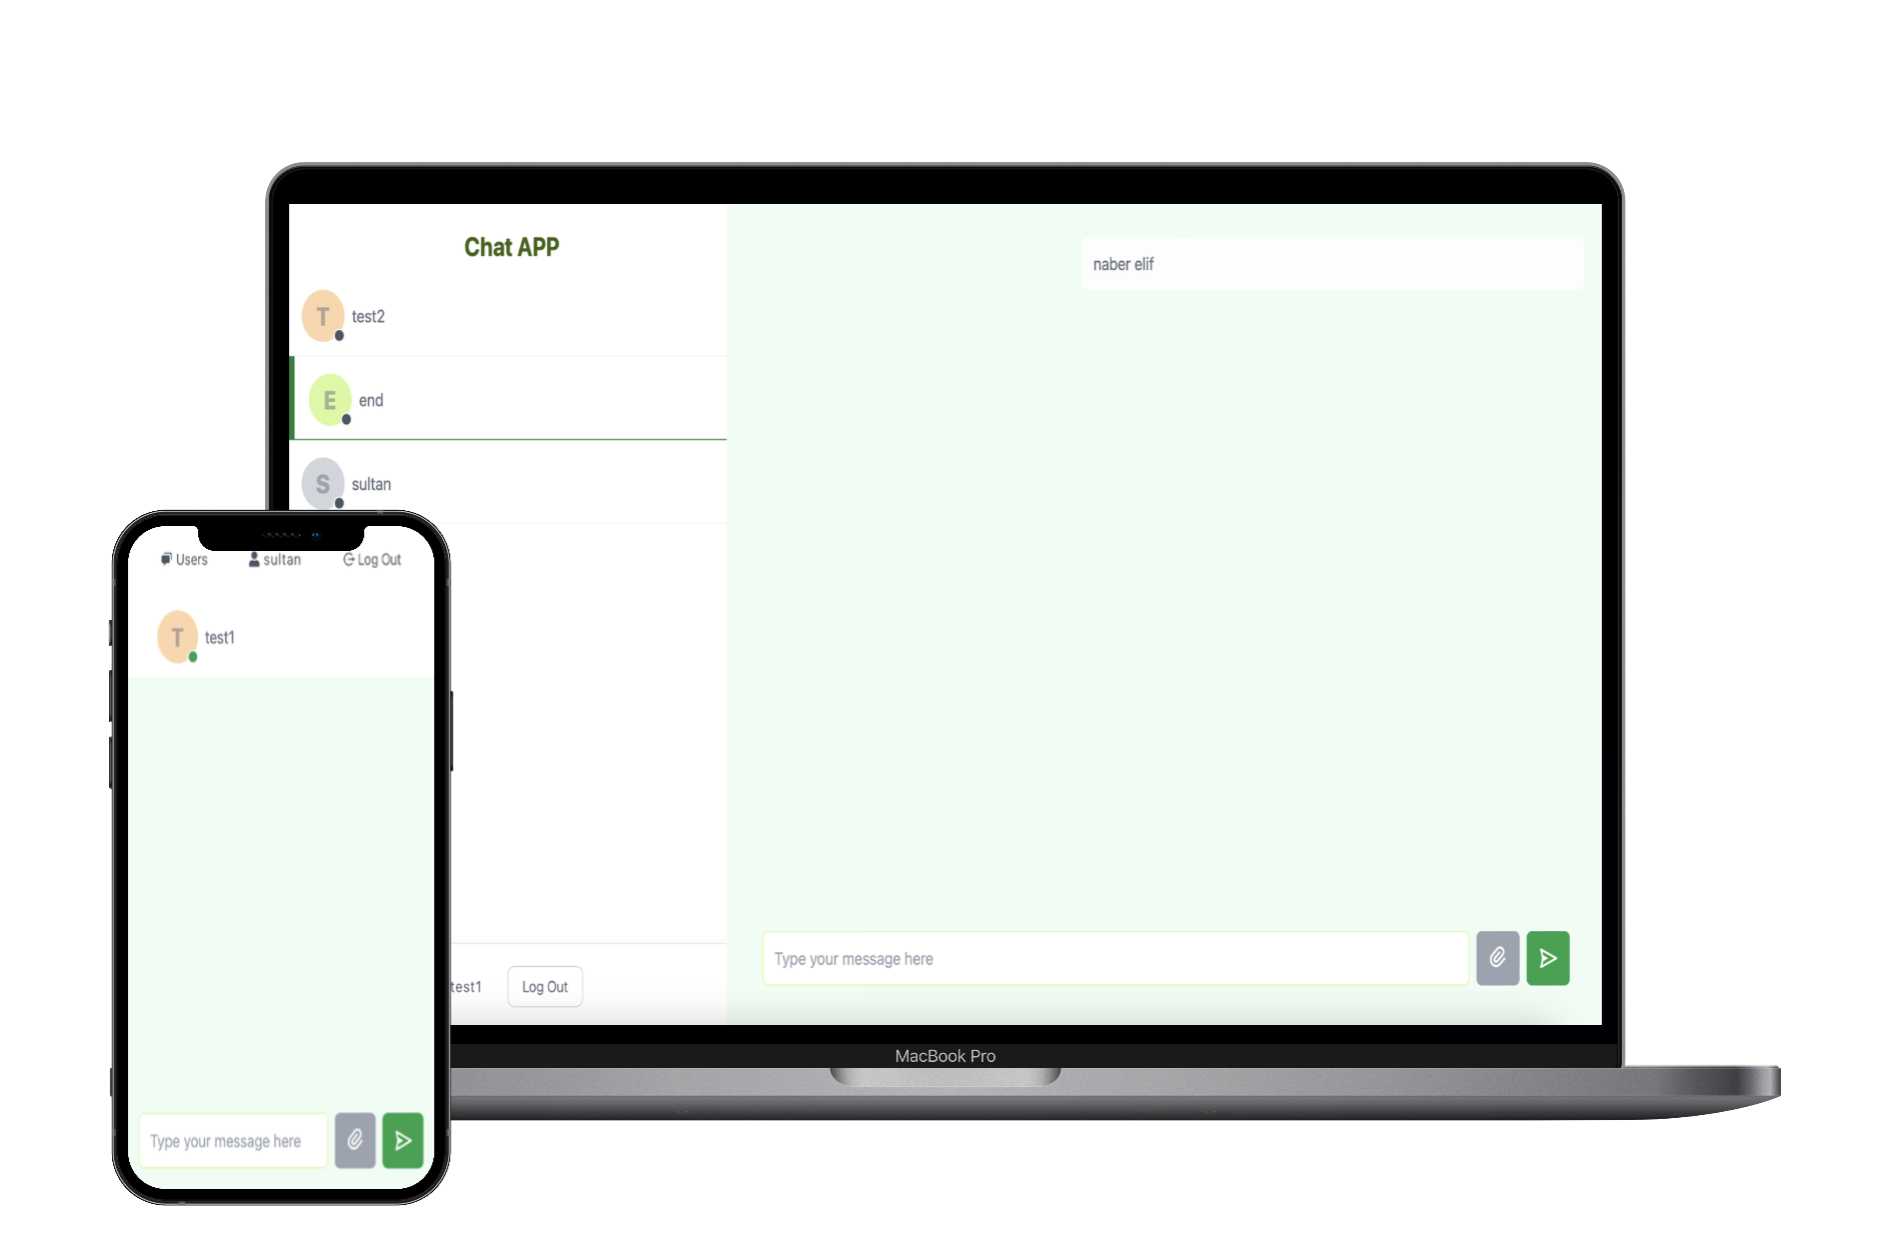 Chat APP
T test2
E end
S sultan
test1 Log Out
naber elif
Type your message here
MacBook Pro
Users sultan Log Out
T test1
Type your message here